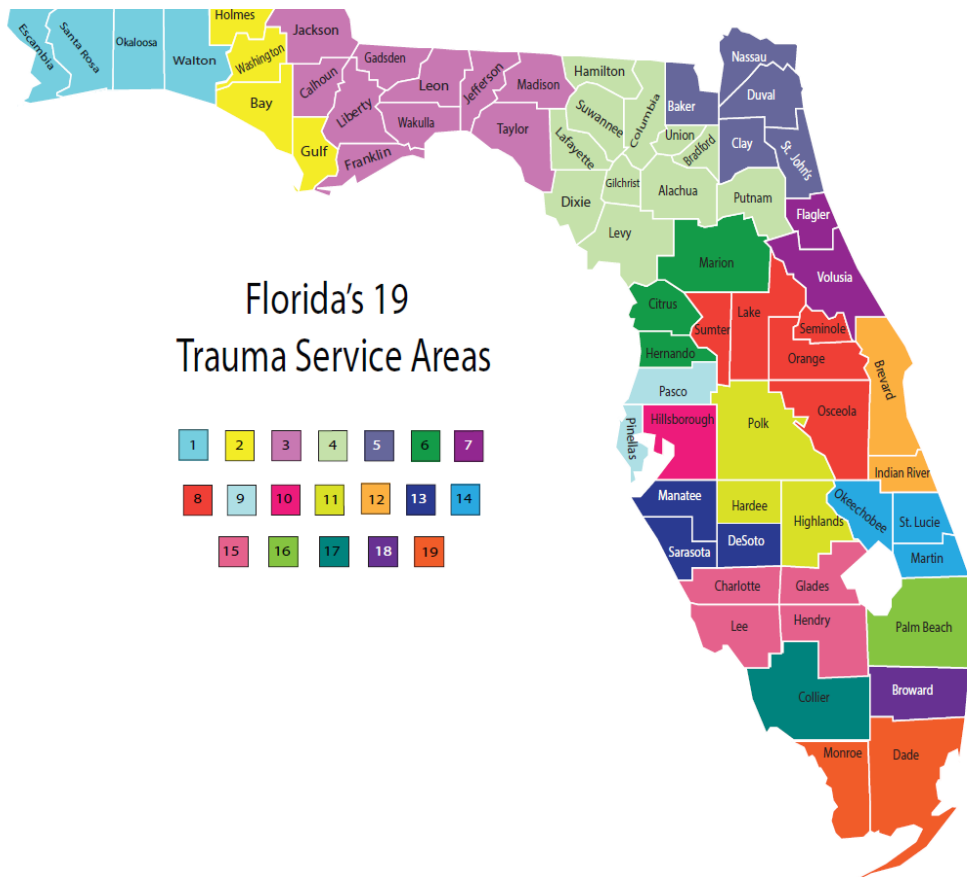 Holmes
Jackson
Escambia
Santa Rosa
Okaloosa
Walton
Washington
Bay
Calhoun
Gulf
Gadsden
Liberty
Leon
Jefferson
Madison
Wakulla
Franklin
Taylor
Hamilton
Suwannee
Columbia
Lafayette
Baker
Nassau
Duval
Union
Bradford
Clay
St. John's
Gilchrist
Alachua
Putnam
Dixie
Levy
Flagler
Marion
Volusia
Citrus
Sumter
Lake
Seminole
Hernando
Orange
Brevard
Pasco
Pinellas
Hillsborough
Polk
Osceola
Indian River
Manatee
Hardee
Highlands
Okeechobee
St. Lucie
Sarasota
DeSoto
Martin
Charlotte
Glades
Lee
Hendry
Palm Beach
Collier
Broward
Monroe
Dade
Florida's 19
Trauma Service Areas
1 2 3 4 5 6 7
8 9 10 11 12 13 14
15 16 17 18 19